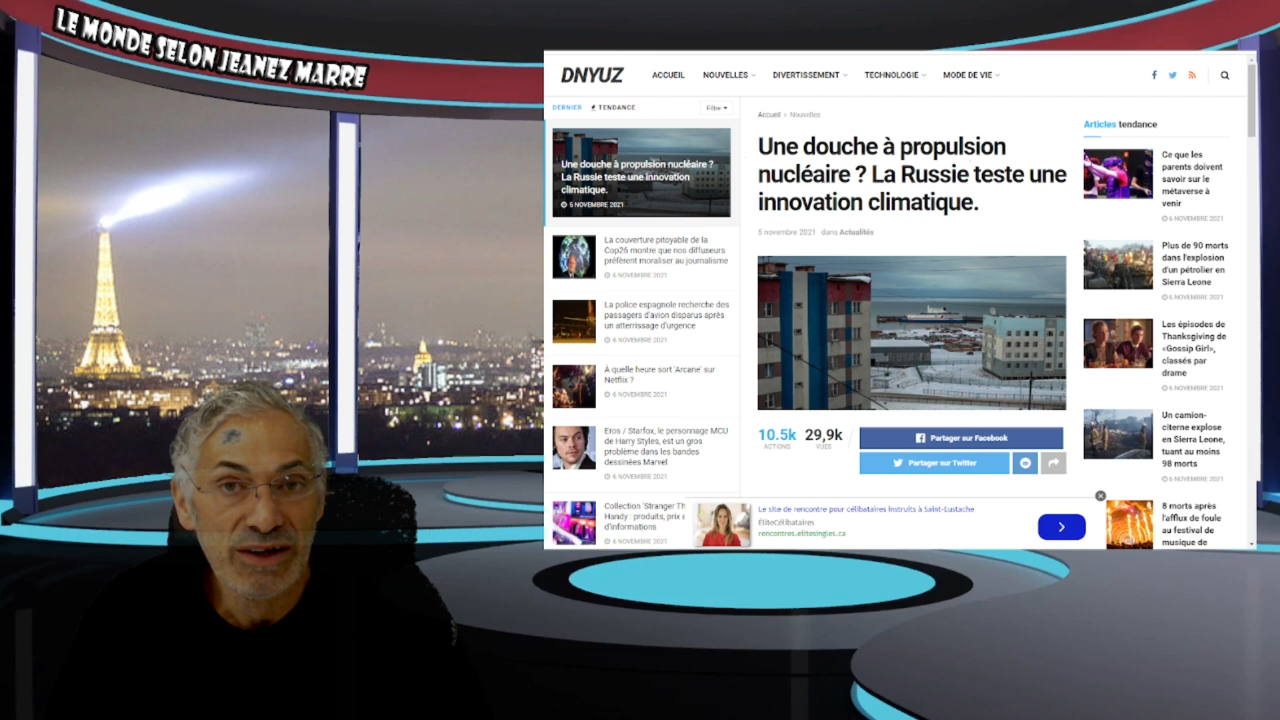 LE MONDE SELON JEANEZ MARRE
DNYUZ
ACCUEIL NOUVELLES DIVERTISSEMENT TECHNOLOGIE MODE DE VIE
DERNIER TENDANCE Filtre
Une douche à propulsion nucléaire ?
La Russie teste une innovation
climatique.
5 NOVEMBRE 2021
La couverture pitoyable de la
Cop26 montre que nos diffuseurs
préfèrent moraliser au journalisme
6 NOVEMBRE 2021
La police espagnole recherche des
passagers d'avion disparus après
un atterrissage d'urgence
6 NOVEMBRE 2021
À quelle heure sort 'Arcane' sur
Netflix ?
6 NOVEMBRE 2021
Eros / Starfox, le personnage MCU
de Harry Styles, est un gros
problème dans les bandes
dessinées Marvel
6 NOVEMBRE 2021
Collection 'Stranger Th
Handy : produits, prix e
d'informations
6 NOVEMBRE 2021
Accueil > Nouvelles
Une douche à propulsion
nucléaire ? La Russie teste une
innovation climatique.
5 novembre 2021 dans Actualités
10.5k 29,9k
ACTIONS VUES
Partager sur Facebook
Partager sur Twitter
Le site de rencontre pour célibataires instruits à Saint-Eustache
ÉliteCélibataires
rencontres.elitesingles.ca
Articles tendance
Ce que les
parents doivent
savoir sur le
métaverse à
venir
6 NOVEMBRE 2021
Plus de 90 morts
dans l'explosion
d'un pétrolier en
Sierra Leone
6 NOVEMBRE 2021
Les épisodes de
Thanksgiving de
«Gossip Girl»,
classés par
drame
6 NOVEMBRE 2021
Un camion-
citerne explose
en Sierra Leone,
tuant au moins
98 morts
6 NOVEMBRE 2021
8 morts après
l'afflux de foule
au festival de
musique de